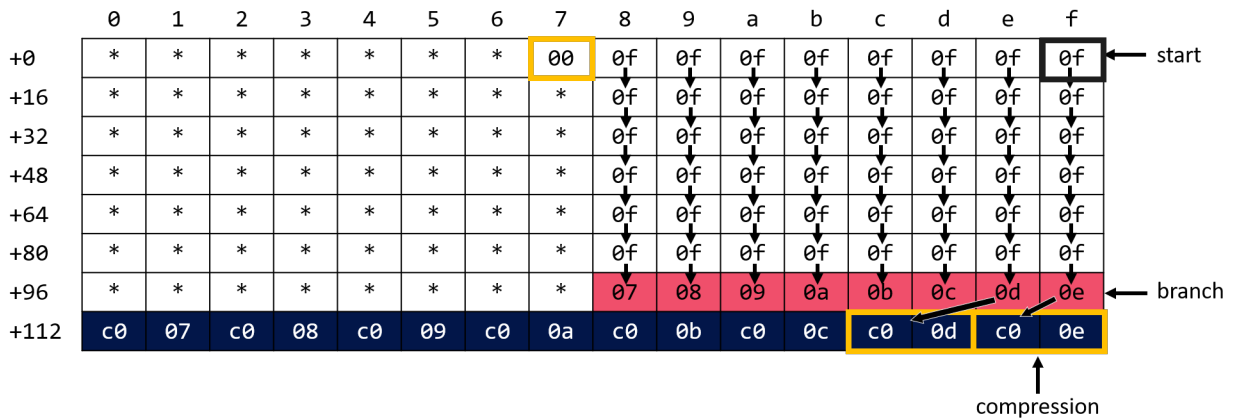 0 1 2 3 4 5 6 7 8 9 a b c d e f
+0 * * * * * * * 00 0f 0f 0f 0f 0f 0f 0f 0f start
+16 * * * * * * * * 0f 0f 0f 0f 0f 0f 0f 0f
+32 * * * * * * * * 0f 0f 0f 0f 0f 0f 0f 0f
+48 * * * * * * * * 0f 0f 0f 0f 0f 0f 0f 0f
+64 * * * * * * * * 0f 0f 0f 0f 0f 0f 0f 0f
+80 * * * * * * * * 0f 0f 0f 0f 0f 0f 0f 0f
+96 * * * * * * * * 07 08 09 0a 0b 0c 0d 0e branch
+112 c0 07 c0 08 c0 09 c0 0a c0 0b c0 0c c0 0d c0 0e
compression